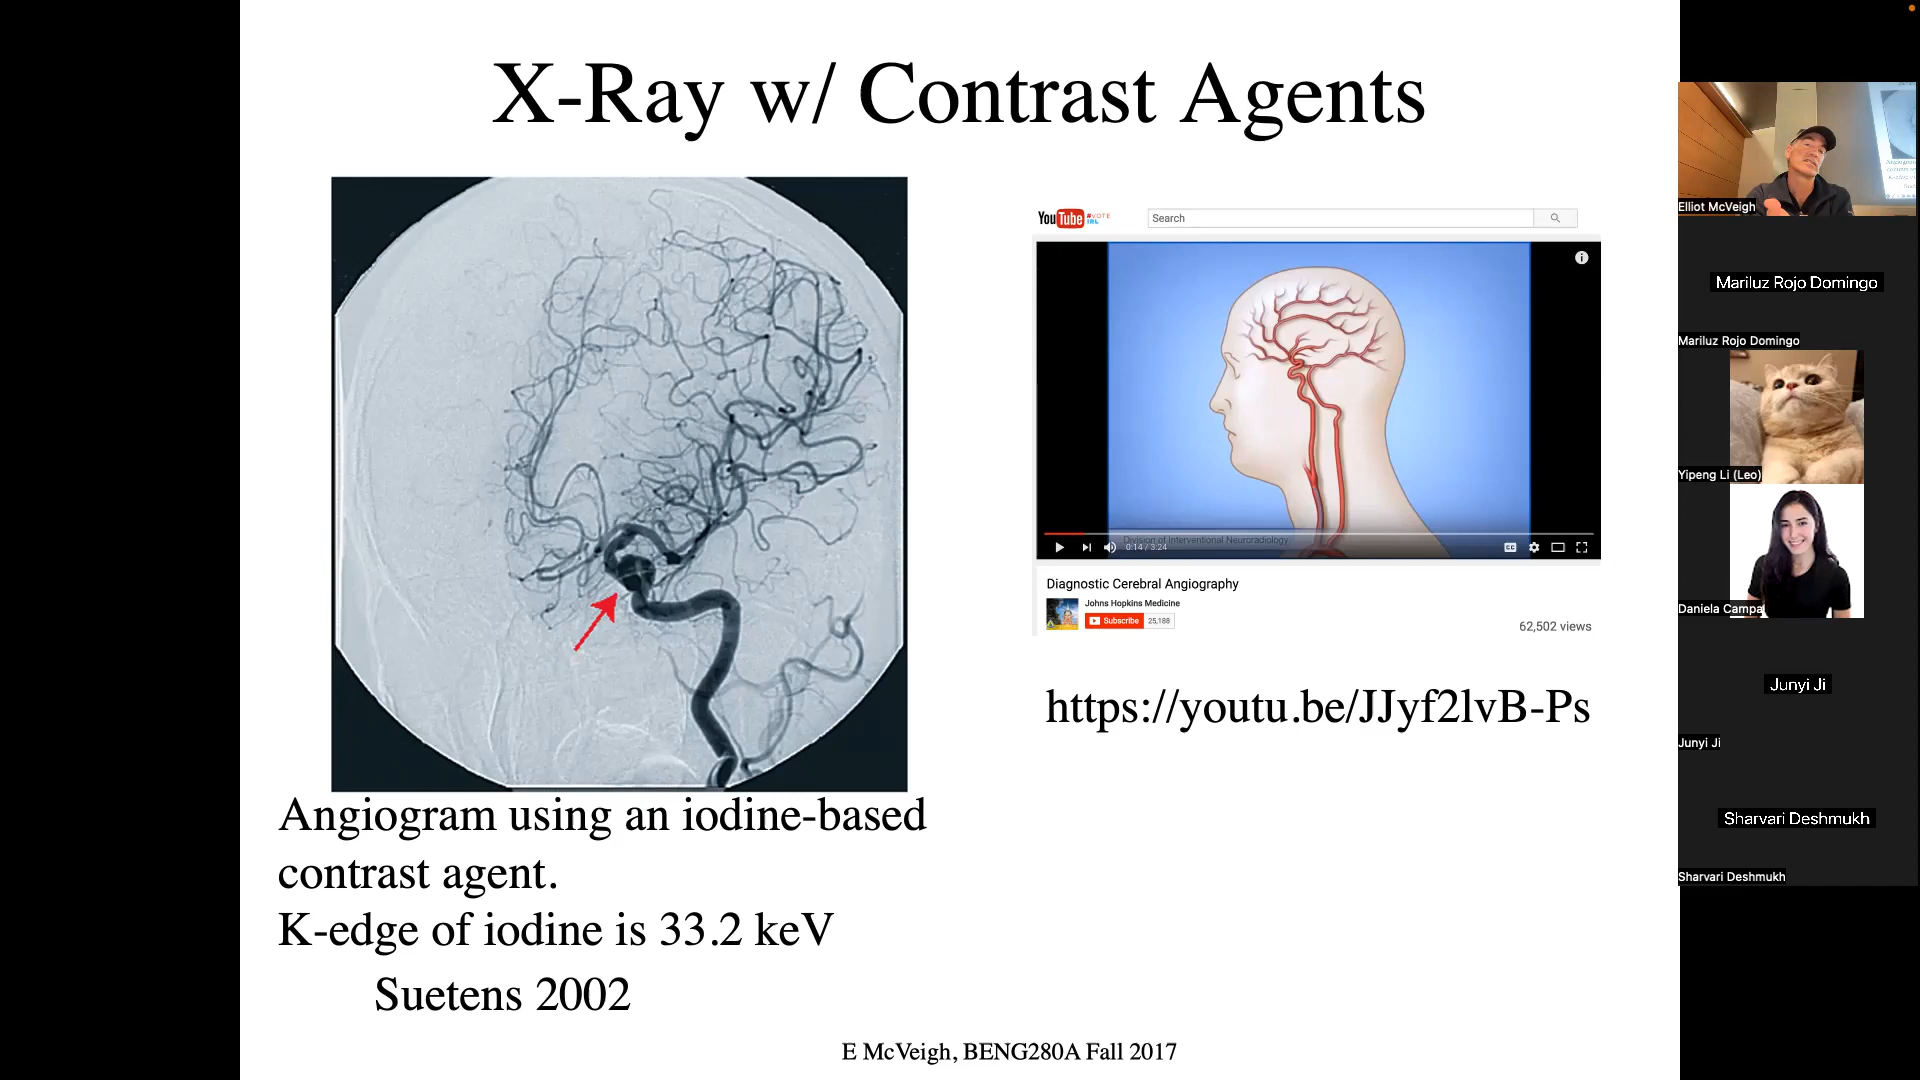 X-Ray w/ Contrast Agents
YouTube #VOTE IRL
Search
Division of Interventional Neuroradiology
0:14 / 3:24
CC
Diagnostic Cerebral Angiography
Johns Hopkins Medicine
Subscribe 25,188
62,502 views
https://youtu.be/JJyf2lvB-Ps
Angiogram using an iodine-based
contrast agent.
K-edge of iodine is 33.2 keV
Suetens 2002
E McVeigh, BENG280A Fall 2017
Elliot McVeigh
Mariluz Rojo Domingo
Mariluz Rojo Domingo
Yipeng Li (Leo)
Daniela Campa
Junyi Ji
Junyi Ji
Sharvari Deshmukh
Sharvari Deshmukh